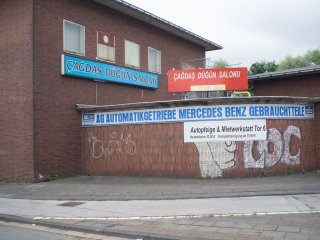 ÇAĞDAŞ DÜĞÜN SALONU
ÇAĞDAŞ DÜĞÜN SALONU
AG AUTOMATIKGETRIEBE MERCEDES BENZ GEBRAUCHTTEILE
Autopflege & Mietwerkstatt Tor 6